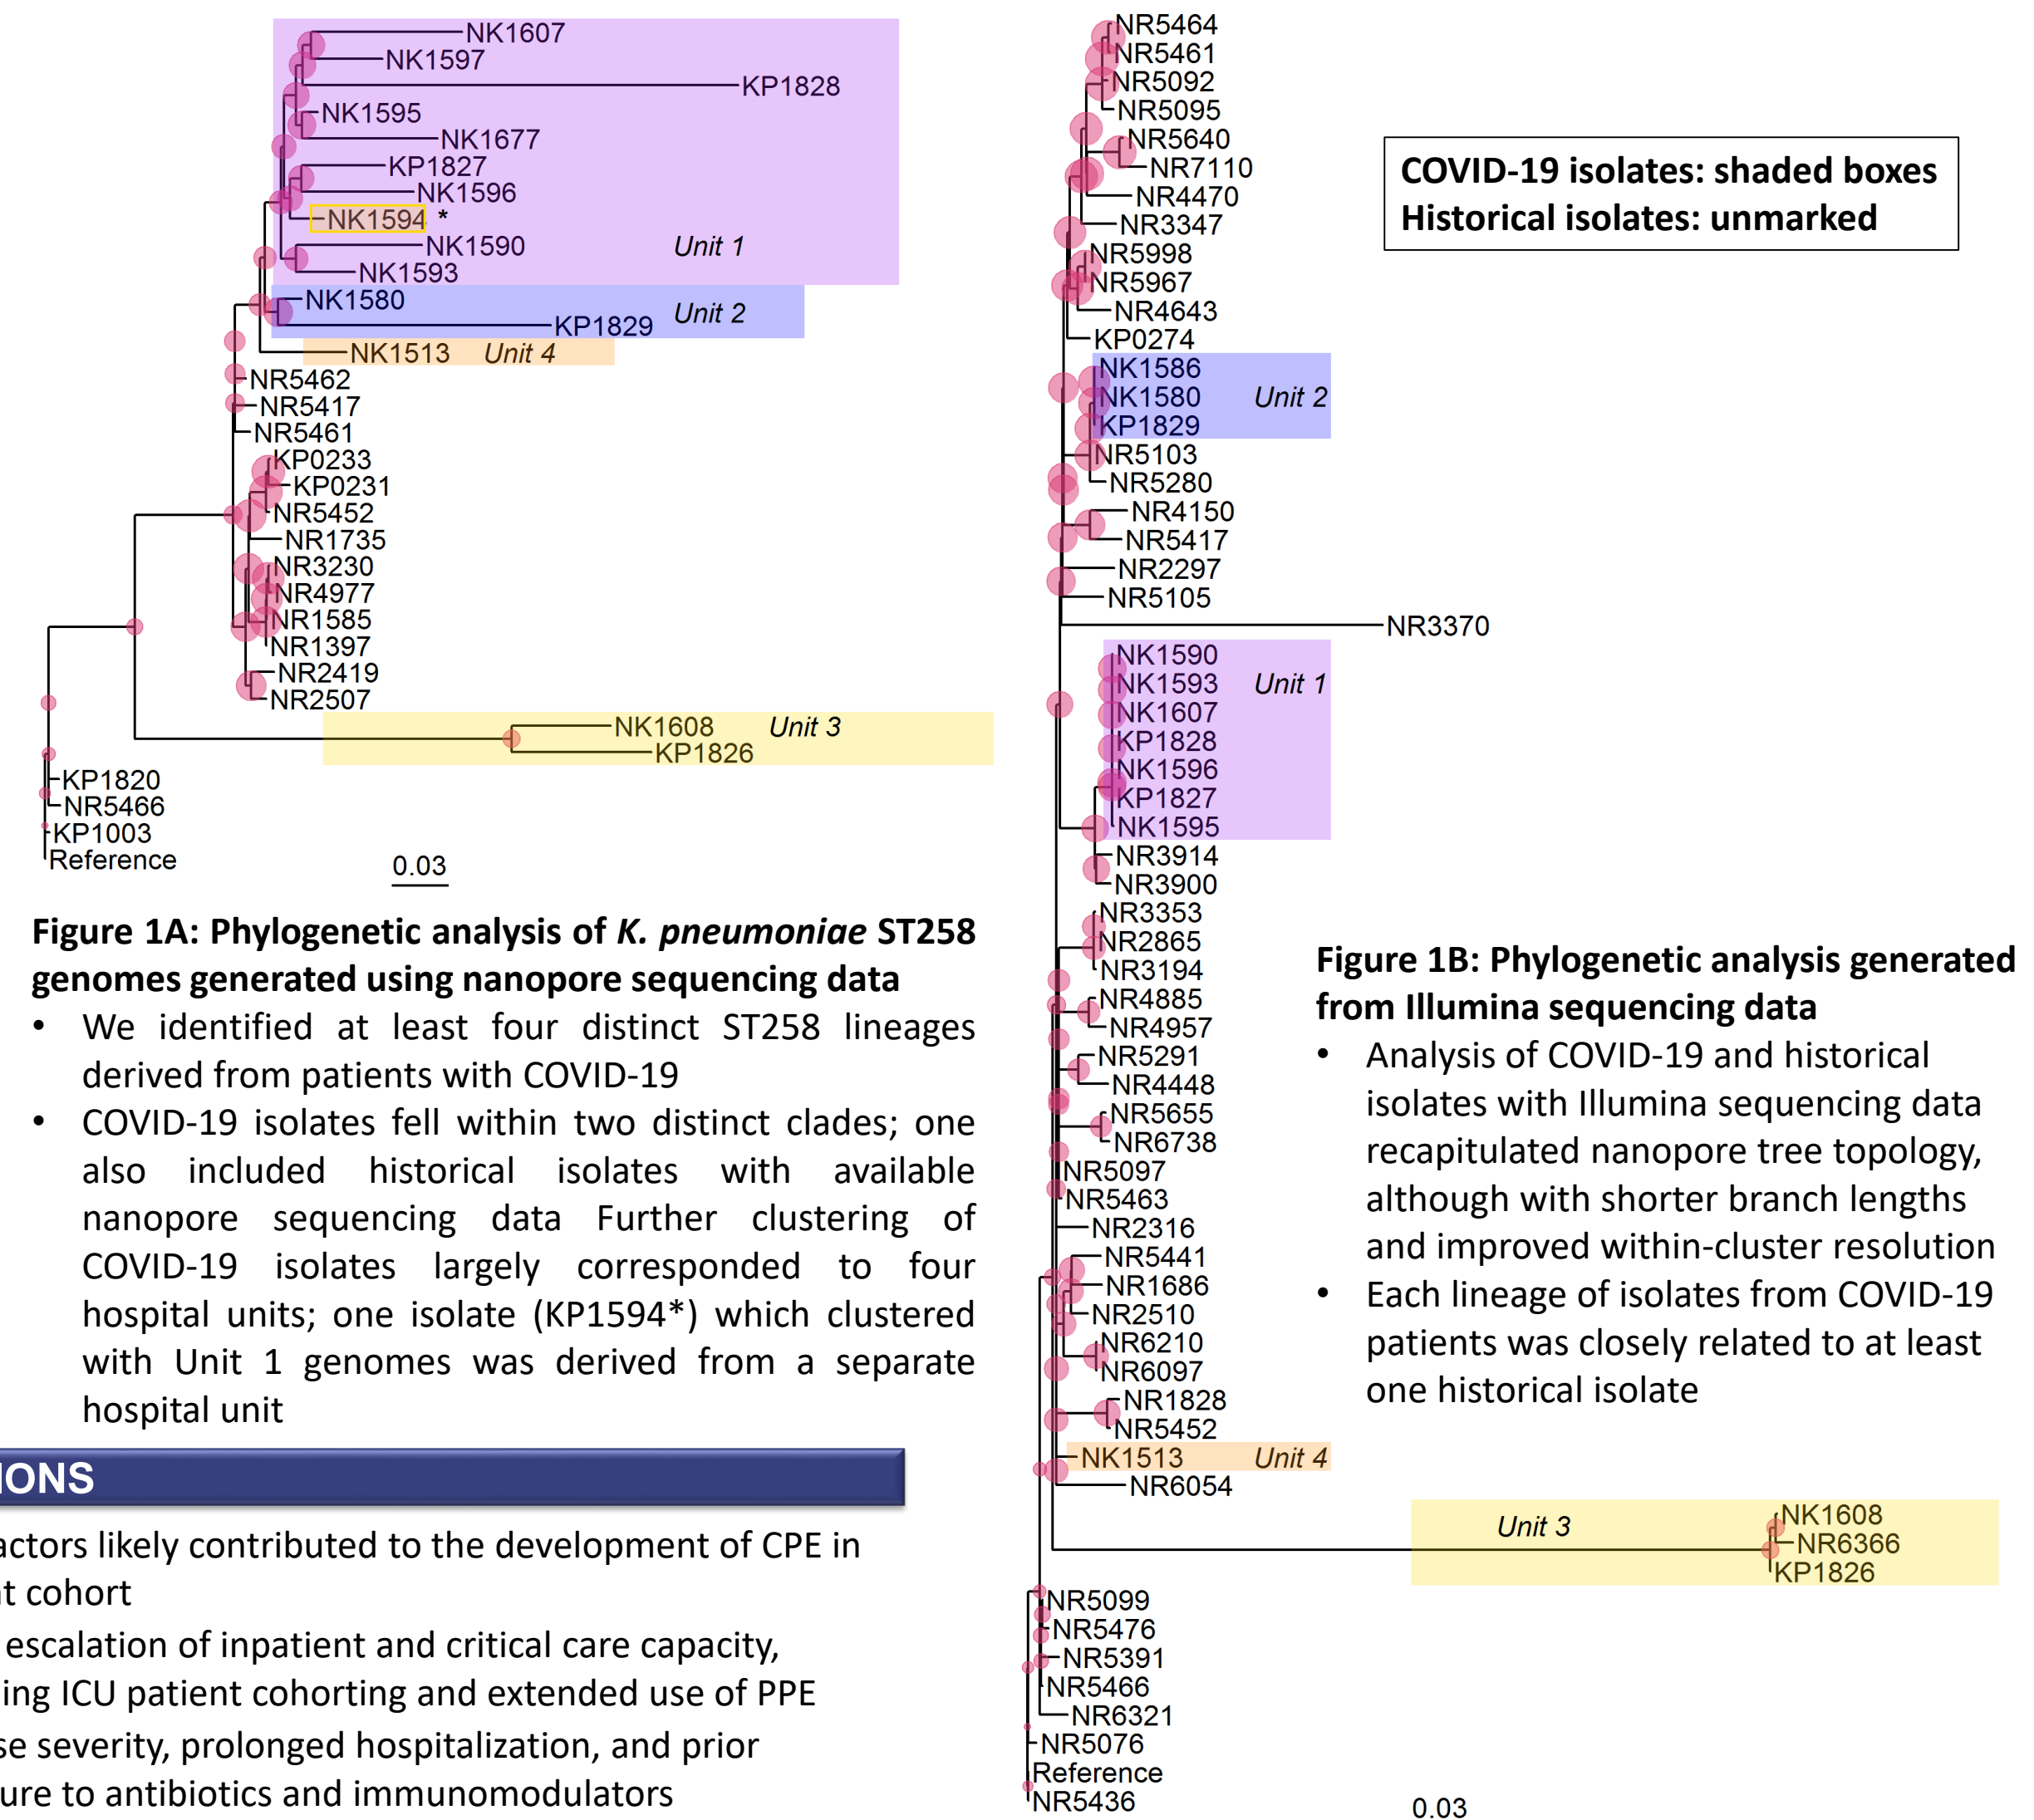 NK1607
NK1597
KP1828
NK1595
NK1677
KP1827
NK1596
NK1594 *
NK1590 Unit 1
NK1593
NK1580
KP1829 Unit 2
NK1513 Unit 4
NR5462
NR5417
NR5461
KP0233
KP0231
NR5452
NR1735
NR3230
NR4977
NR1585
NR1397
NR2419
NR2507
NK1608 Unit 3
KP1826
KP1820
NR5466
KP1003
Reference
0.03
Figure 1A: Phylogenetic analysis of K. pneumoniae ST258
genomes generated using nanopore sequencing data
• We identified at least four distinct ST258 lineages
derived from patients with COVID-19
• COVID-19 isolates fell within two distinct clades; one
also included historical isolates with available
nanopore sequencing data Further clustering of
COVID-19 isolates largely corresponded to four
hospital units; one isolate (KP1594*) which clustered
with Unit 1 genomes was derived from a separate
hospital unit
IONS
actors likely contributed to the development of CPE in
nt cohort
escalation of inpatient and critical care capacity,
ing ICU patient cohorting and extended use of PPE
se severity, prolonged hospitalization, and prior
ure to antibiotics and immunomodulators
NR5464
NR5461
NR5092
NR5095
NR5640
NR7110
NR4470
NR3347
NR5998
NR5967
NR4643
KP0274
NK1586
NK1580 Unit 2
KP1829
NR5103
NR5280
NR4150
NR5417
NR2297
NR5105
NR3370
NK1590
NK1593 Unit 1
NK1607
KP1828
NK1596
KP1827
NK1595
NR3914
NR3900
NR3353
NR2865
NR3194
NR4885
NR4957
NR5291
NR4448
NR5655
NR6738
NR5097
NR5463
NR2316
NR5441
NR1686
NR2510
NR6210
NR6097
NR1828
NR5452
NK1513 Unit 4
NR6054
NK1608
Unit 3
NR6366
KP1826
NR5099
NR5476
NR5391
NR5466
NR6321
NR5076
Reference
NR5436
0.03
COVID-19 isolates: shaded boxes
Historical isolates: unmarked
Figure 1B: Phylogenetic analysis generated
from Illumina sequencing data
• Analysis of COVID-19 and historical
isolates with Illumina sequencing data
recapitulated nanopore tree topology,
although with shorter branch lengths
and improved within-cluster resolution
• Each lineage of isolates from COVID-19
patients was closely related to at least
one historical isolate